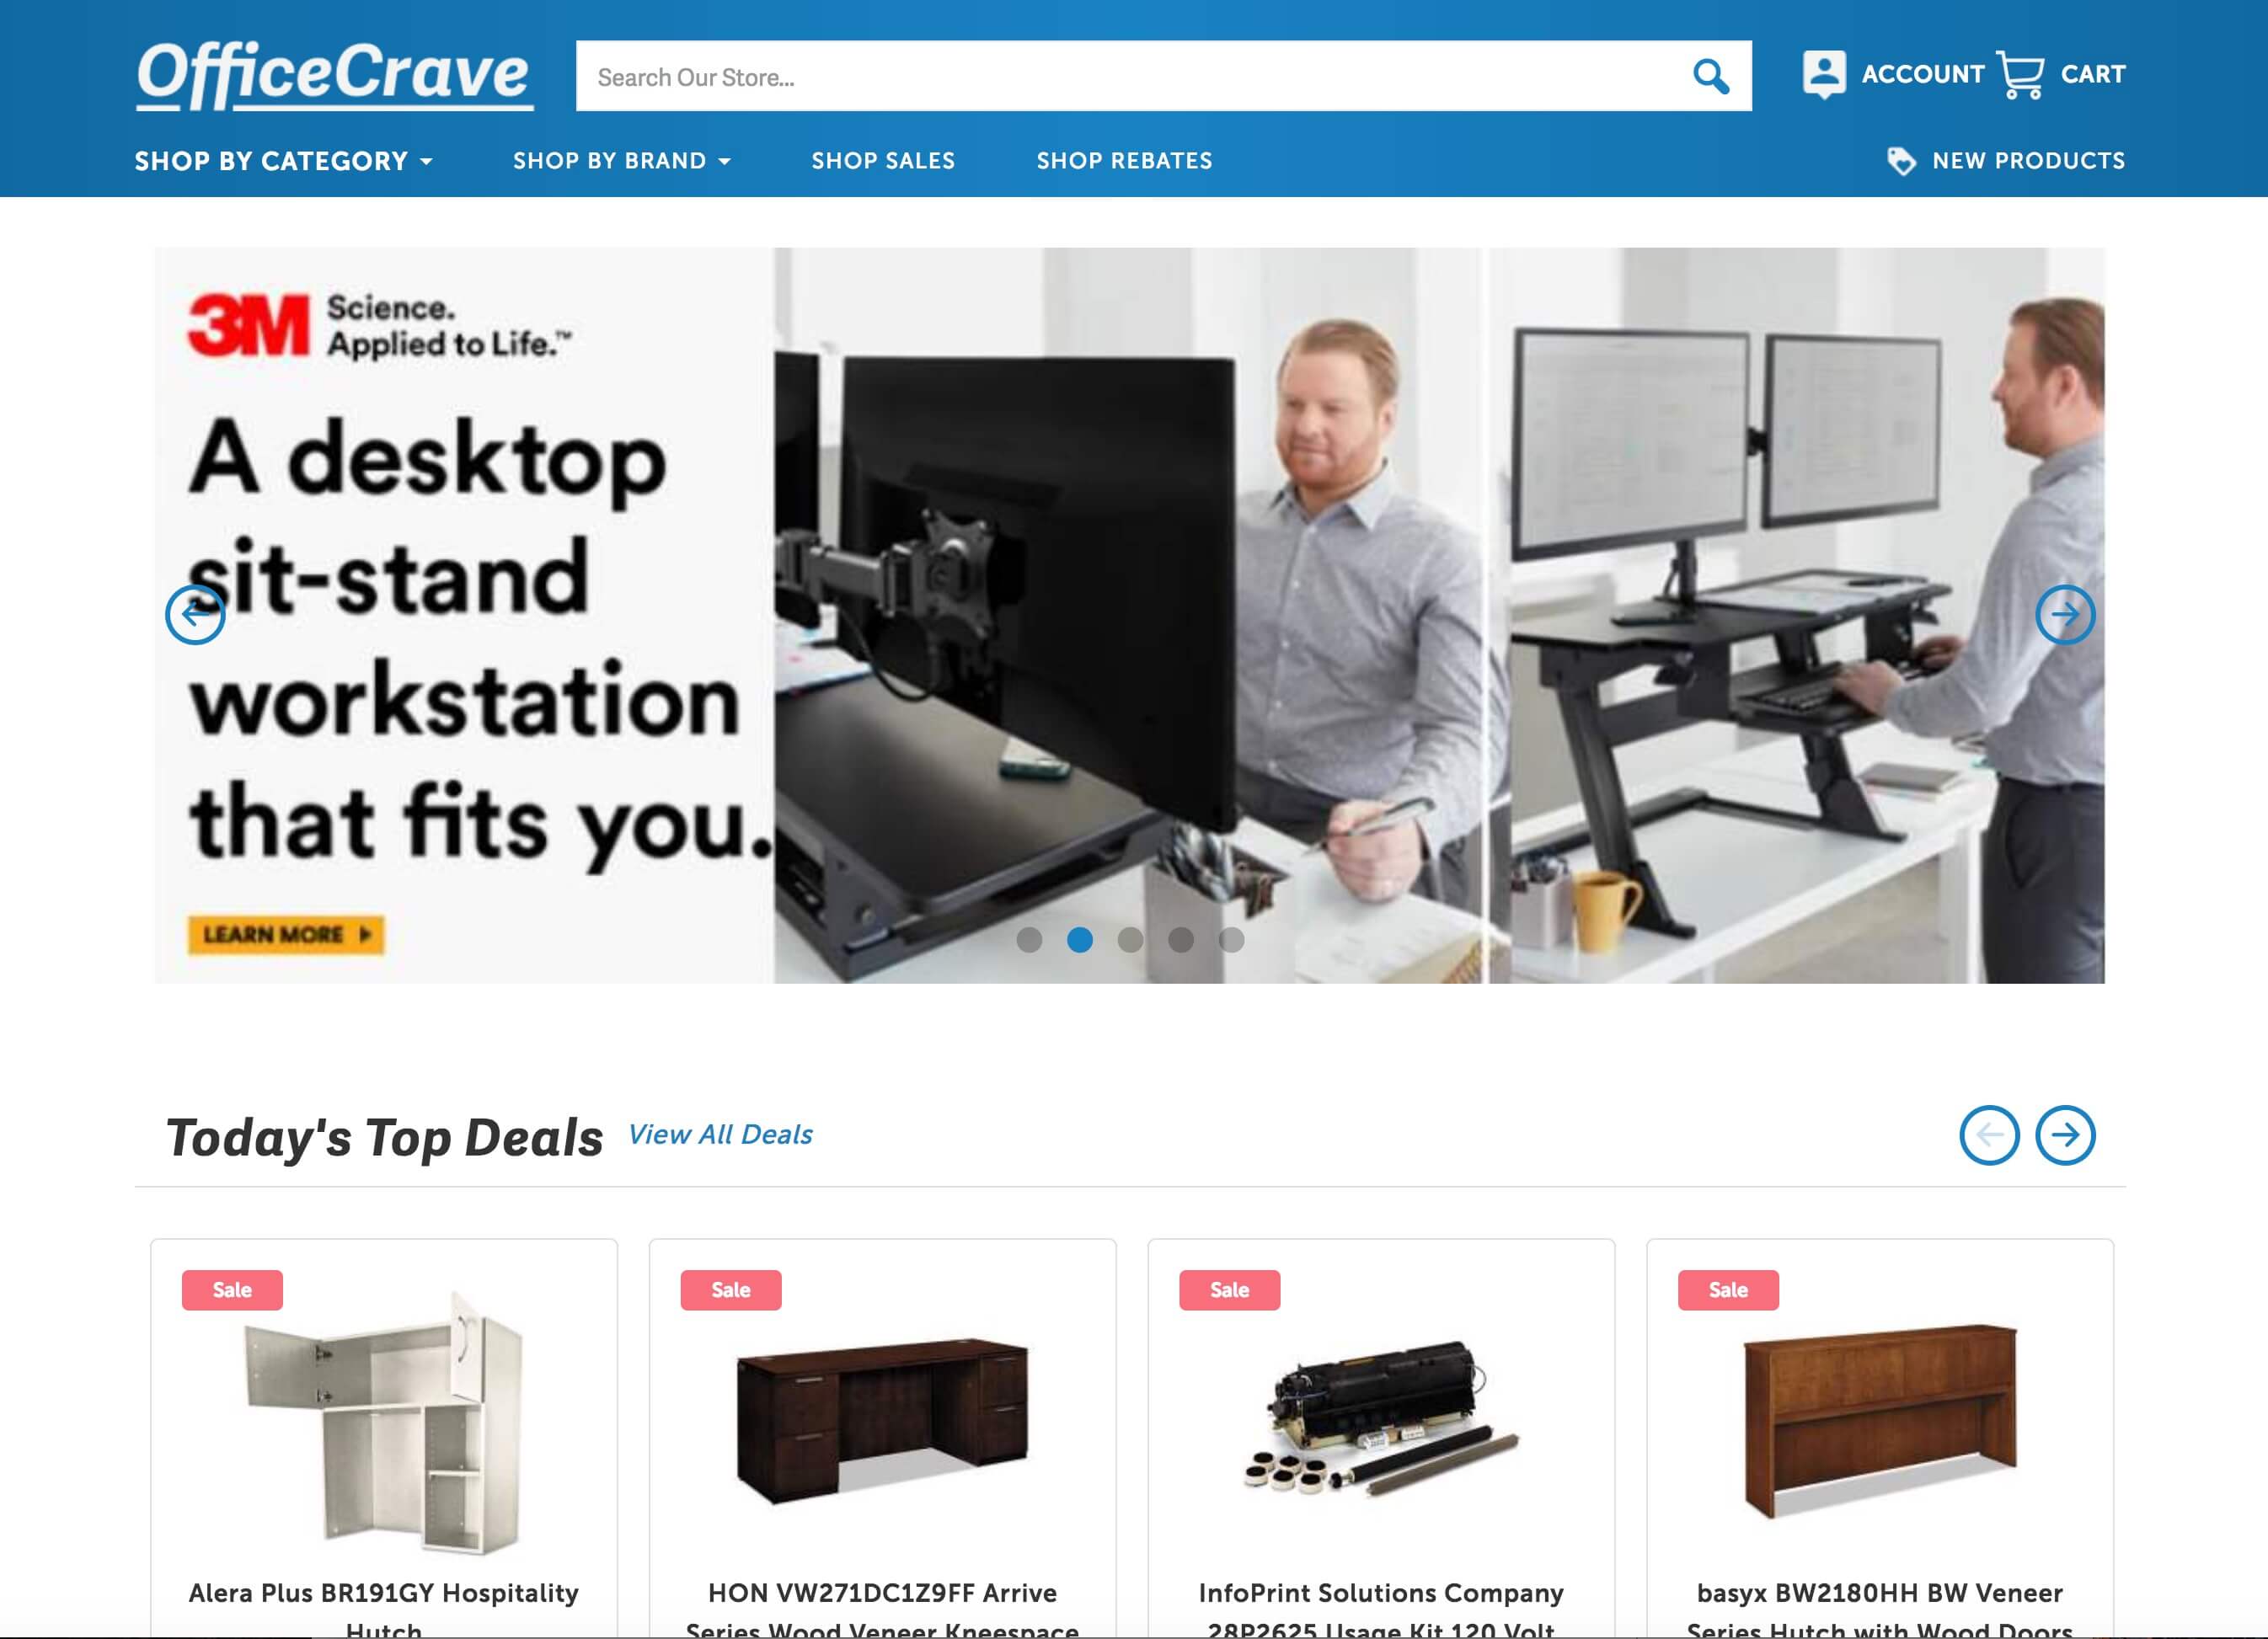 OfficeCrave
Search Our Store...
ACCOUNT
CART
SHOP BY CATEGORY
SHOP BY BRAND
SHOP SALES
SHOP REBATES
NEW PRODUCTS
3M Science.
Applied to Life.™
A desktop
sit-stand
workstation
that fits you.
LEARN MORE
Today's Top Deals
View All Deals
Sale
Sale
Sale
Sale
Alera Plus BR191GY Hospitality
Hutch
HON VW271DC1Z9FF Arrive
Series Wood Veneer Kneespace
InfoPrint Solutions Company
28P2625 Usage Kit 120 Volt
basyx BW2180HH BW Veneer
Series Hutch with Wood Doors